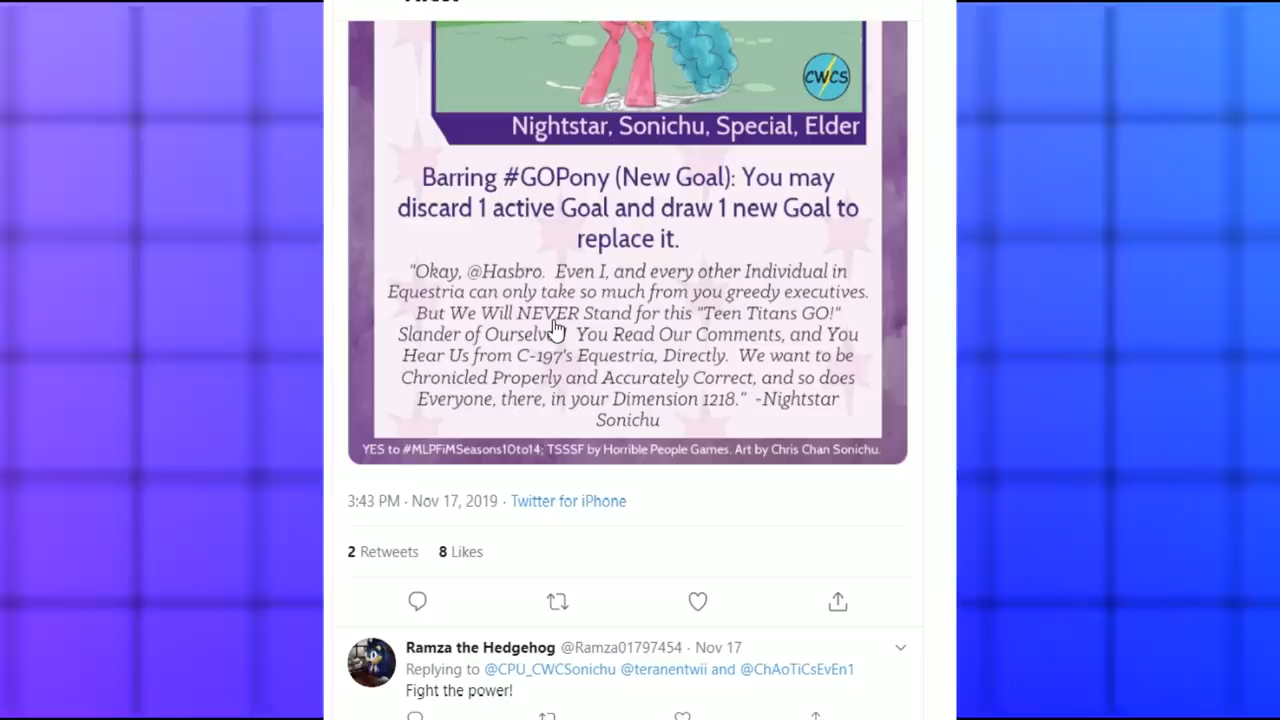 CWCS
Nightstar, Sonichu, Special, Elder
Barring #GOPony (New Goal): You may
discard 1 active Goal and draw 1 new Goal to
replace it.
"Okay, @Hasbro. Even I, and every other Individual in
Equestria can only take so much from you greedy executives.
But We Will NEVER Stand for this "Teen Titans GO!"
Slander of You Read Our Comments, and You
Hear Us from C-197's Equestria, Directly. We want to be
Chronicled Properly and Accurately Correct, and so does
Everyone, there, in your Dimension 1218." -Nightstar
Sonichu
YES to #MLPFiMSeasons10to14; TSSSF by Horrible People Games. Art by Chris Chan Sonichu.
3:43 PM · Nov 17, 2019 · Twitter for iPhone
2 Retweets 8 Likes
Ramza the Hedgehog @Ramza01797454 · Nov 17
Replying to @CPU_CWCSonichu @teranentwii and @ChAoTiCsEvEn1
Fight the power!